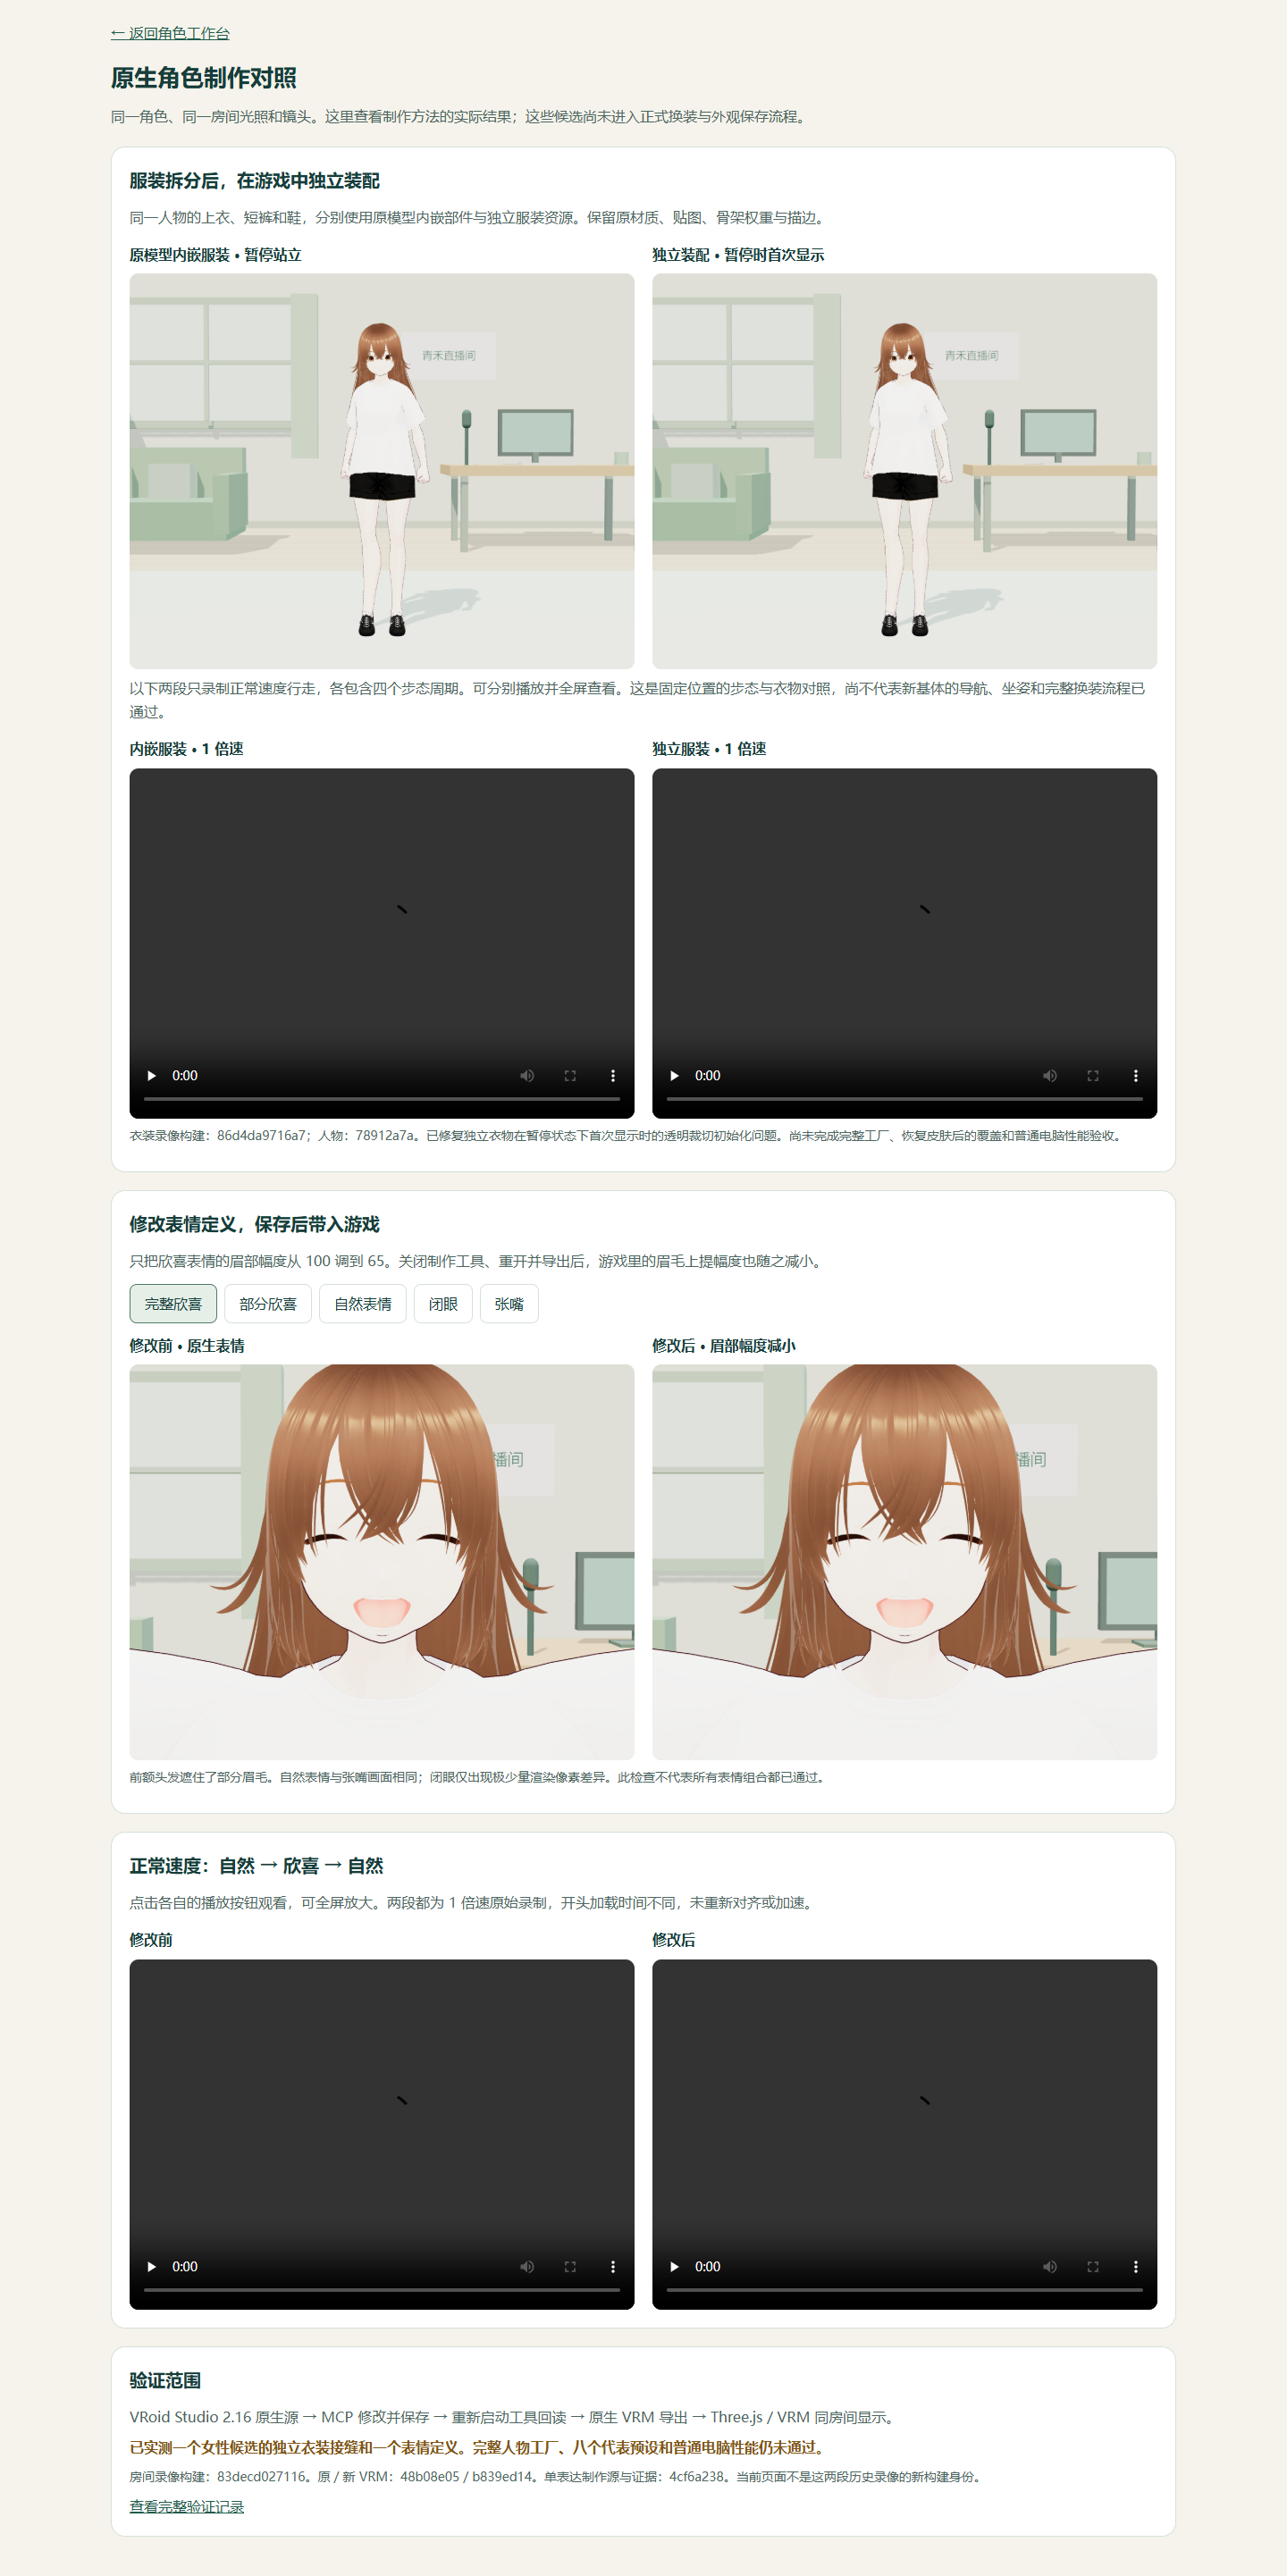 ← 返回角色工作台
原生角色制作对照
同一角色、同一房间光照和镜头。这里查看制作方法的实际结果；这些候选尚未进入正式换装与外观保存流程。
服装拆分后，在游戏中独立装配
同一人物的上衣、短裤和鞋，分别使用原模型内嵌部件与独立服装资源。保留原材质、贴图、骨架权重与描边。
原模型内嵌服装 • 暂停站立
独立装配 • 暂停时首次显示
青禾直播间
青禾直播间
以下两段只录制正常速度行走，各包含四个步态周期。可分别播放并全屏查看。这是固定位置的步态与衣物对照，尚不代表新基体的导航、坐姿和完整换装流程已
通过。
内嵌服装 • 1 倍速
独立服装 • 1 倍速
0:00
0:00
衣装录像构建：86d4da9716a7；人物：78912a7a。已修复独立衣物在暂停状态下首次显示时的透明裁切初始化问题。尚未完成完整工厂、恢复皮肤后的覆盖和普通电脑性能验收。
修改表情定义，保存后带入游戏
只把欣喜表情的眉部幅度从 100 调到 65。关闭制作工具、重开并导出后，游戏里的眉毛上提幅度也随之减小。
完整欣喜 部分欣喜 自然表情 闭眼 张嘴
修改前 • 原生表情
修改后 • 眉部幅度减小
播间
播间
前额头发遮住了部分眉毛。自然表情与张嘴画面相同；闭眼仅出现极少量渲染像素差异。此检查不代表所有表情组合都已通过。
正常速度：自然 → 欣喜 → 自然
点击各自的播放按钮观看，可全屏放大。两段都为 1 倍速原始录制，开头加载时间不同，未重新对齐或加速。
修改前
修改后
0:00
0:00
验证范围
VRoid Studio 2.16 原生源 → MCP 修改并保存 → 重新启动工具回读 → 原生 VRM 导出 → Three.js / VRM 同房间显示。
已实测一个女性候选的独立衣装接缝和一个表情定义。完整人物工厂、八个代表预设和普通电脑性能仍未通过。
房间录像构建：83decd027116。原 / 新 VRM：48b08e05 / b839ed14。单表达制作源与证据：4cf6a238。当前页面不是这两段历史录像的新构建身份。
查看完整验证记录